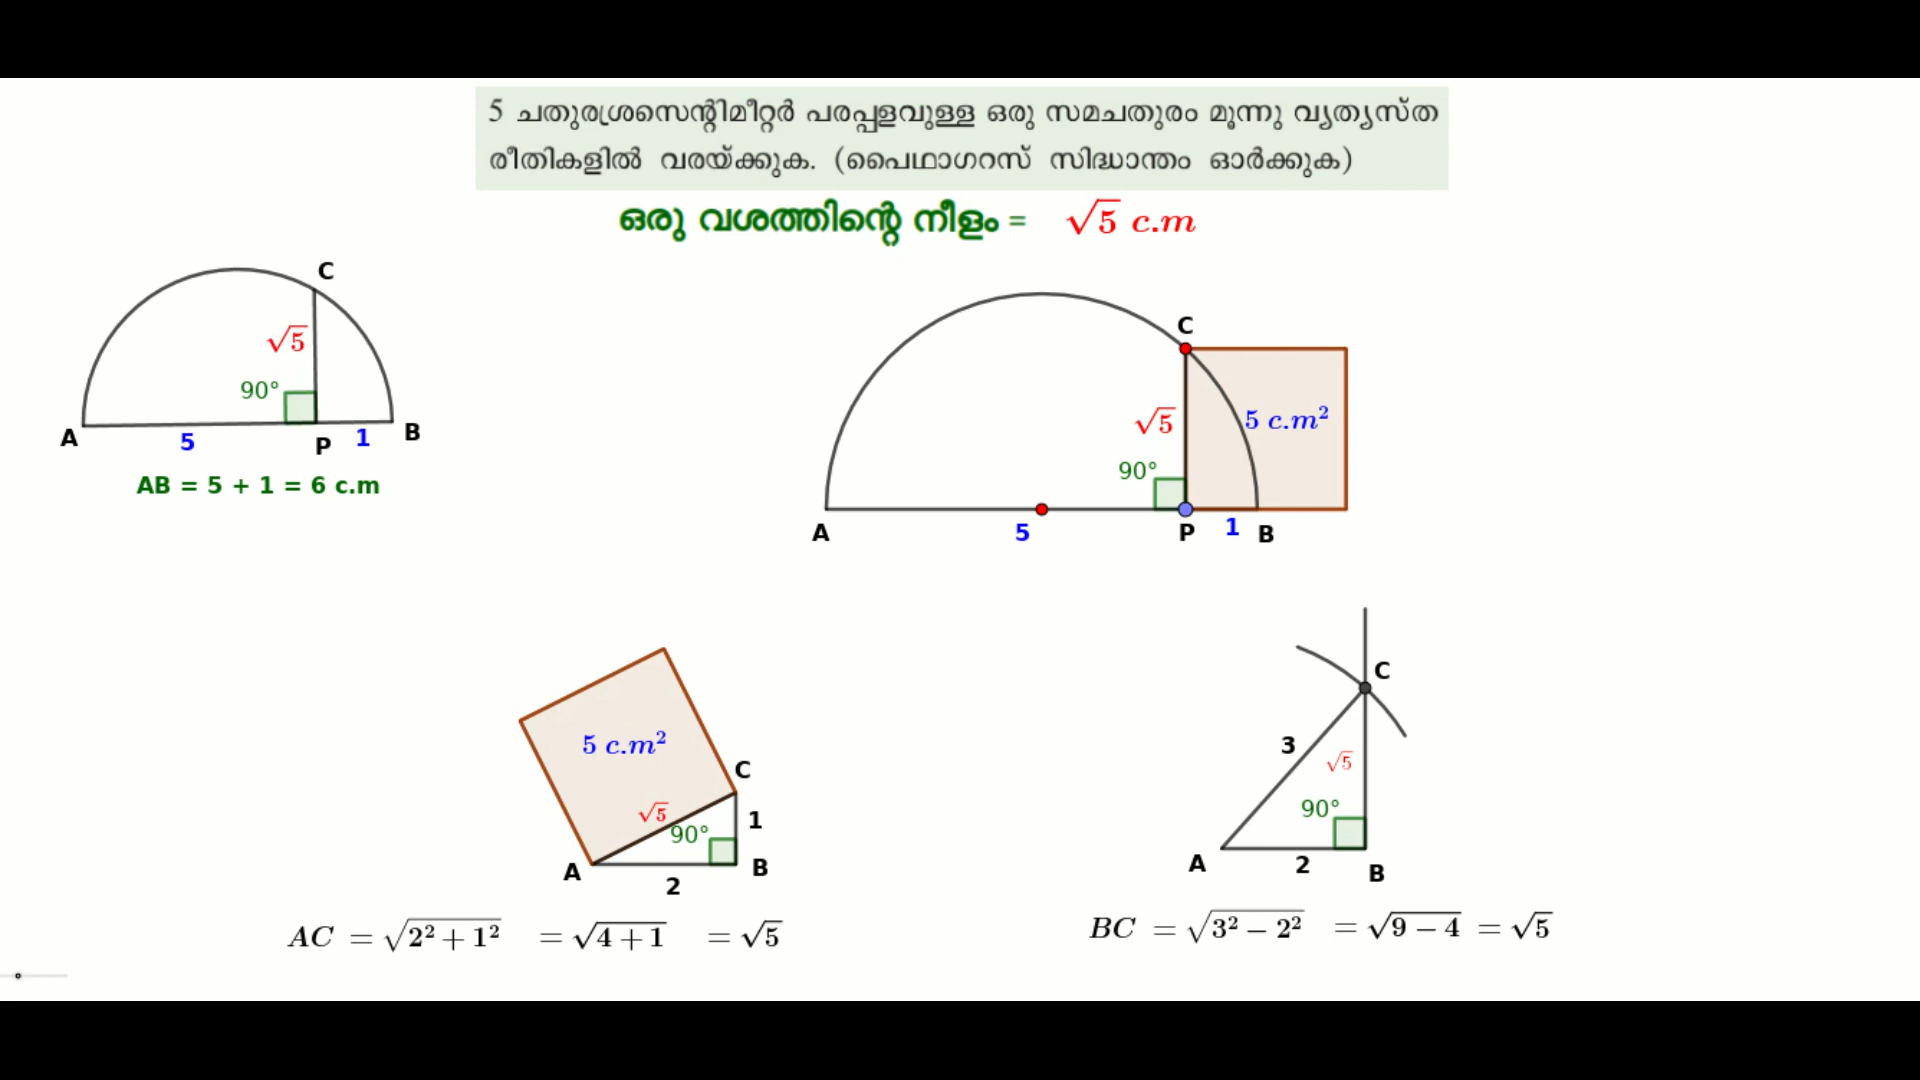 5 ചതുരശ്രസെന്റിമീറ്റർ പരപ്പളവുള്ള ഒരു സമചതുരം മൂന്നു വ്യത്യസ്ത
രീതികളിൽ വരയ്ക്കുക. (പൈഥാഗറസ് സിദ്ധാന്തം ഓർക്കുക)
ഒരു വശത്തിന്റെ നീളം = √5 c.m
C
√5
90°
A 5 P 1 B
AB = 5 + 1 = 6 c.m
C
√5
5 c.m²
90°
A 5 P 1 B
5 c.m²
C
√5
90°
1
A 2 B
AC = √(2² + 1²) = √(4 + 1) = √5
C
3
√5
90°
A 2 B
BC = √(3² − 2²) = √(9 − 4) = √5